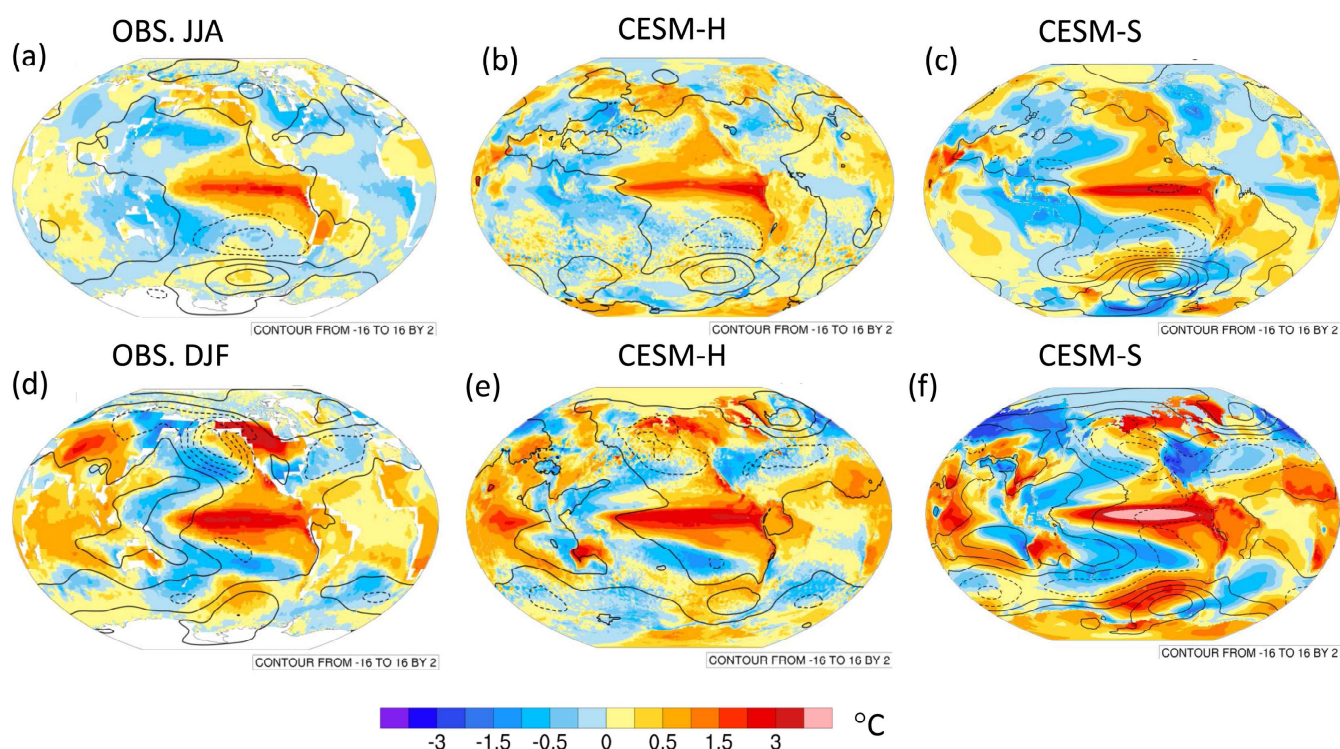 OBS. JJA
CESM-H
CESM-S
(a)
(b)
(c)
CONTOUR FROM -16 TO 16 BY 2
CONTOUR FROM -16 TO 16 BY 2
CONTOUR FROM -16 TO 16 BY 2
OBS. DJF
CESM-H
CESM-S
(d)
(e)
(f)
CONTOUR FROM -16 TO 16 BY 2
CONTOUR FROM -16 TO 16 BY 2
CONTOUR FROM -16 TO 16 BY 2
°C
-3 -1.5 -0.5 0 0.5 1.5 3